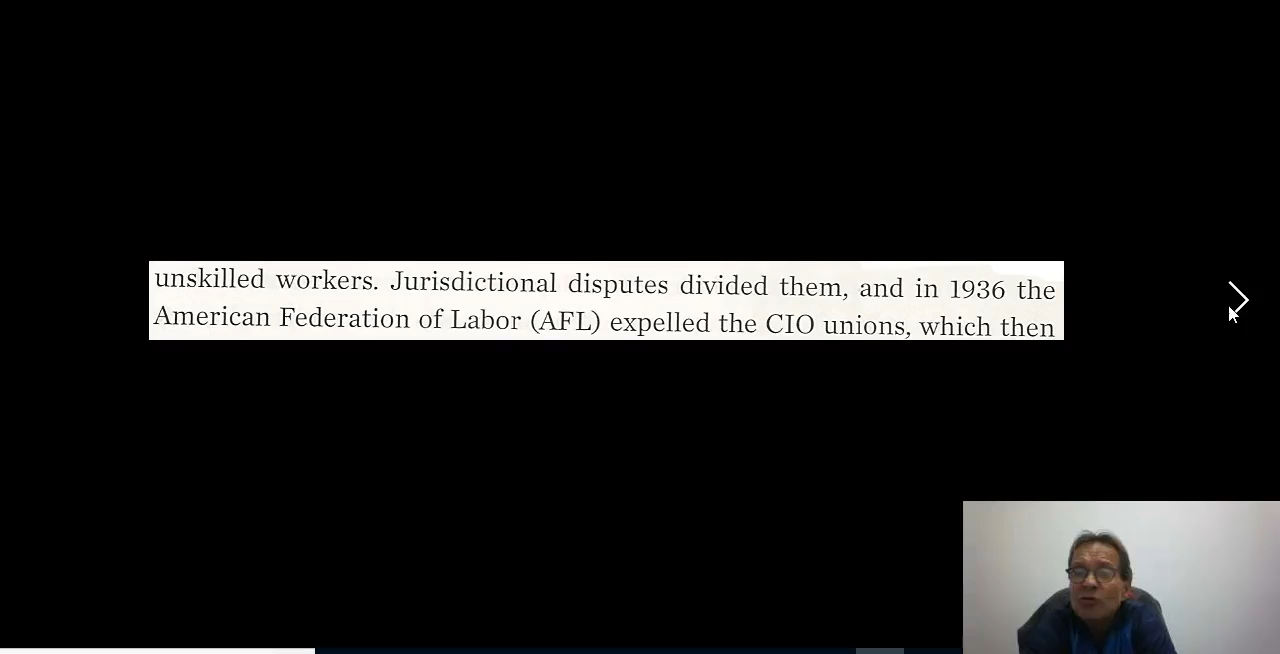 unskilled workers. Jurisdictional disputes divided them, and in 1936 the
American Federation of Labor (AFL) expelled the CIO unions, which then